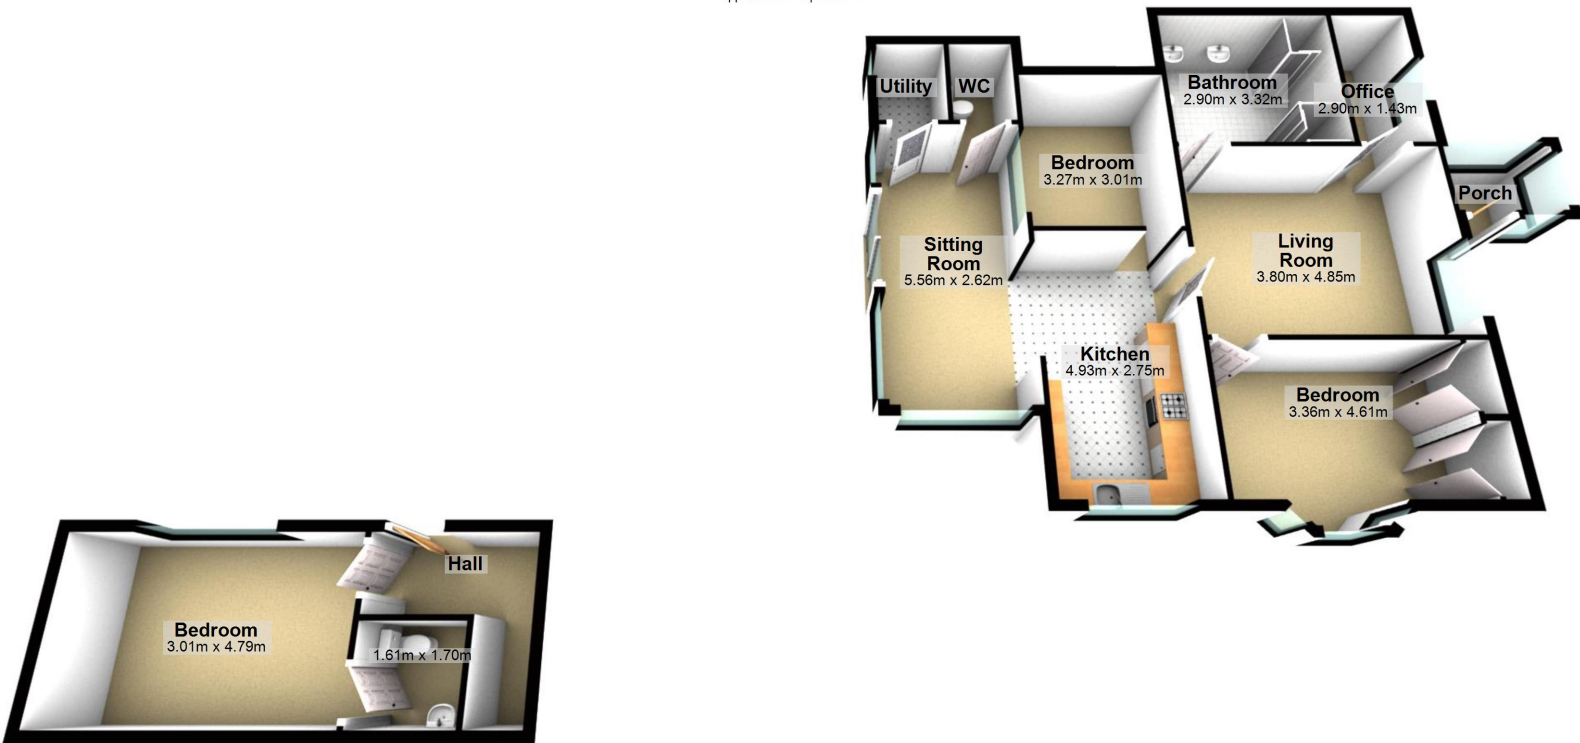 Utility
WC
Bathroom
2.90m x 3.32m
Office
2.90m x 1.43m
Bedroom
3.27m x 3.01m
Porch
Sitting
Room
5.56m x 2.62m
Living
Room
3.80m x 4.85m
Kitchen
4.93m x 2.75m
Bedroom
3.36m x 4.61m
Hall
Bedroom
3.01m x 4.79m
1.61m x 1.70m